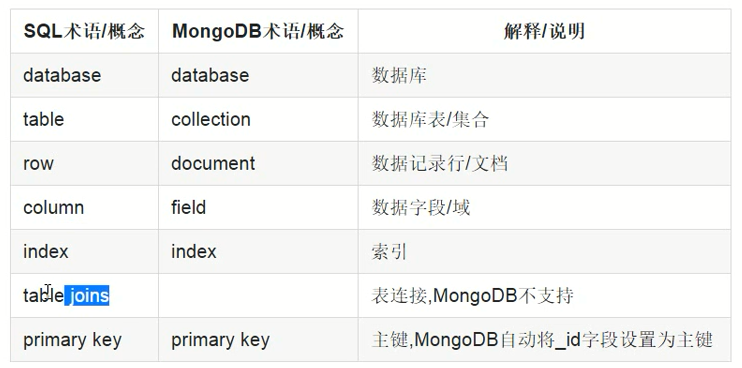 SQL术语/概念 MongoDB术语/概念 解释/说明
database database 数据库
table collection 数据库表/集合
row document 数据记录行/文档
column field 数据字段/域
index index 索引
table joins 表连接,MongoDB不支持
primary key primary key 主键,MongoDB自动将_id字段设置为主键